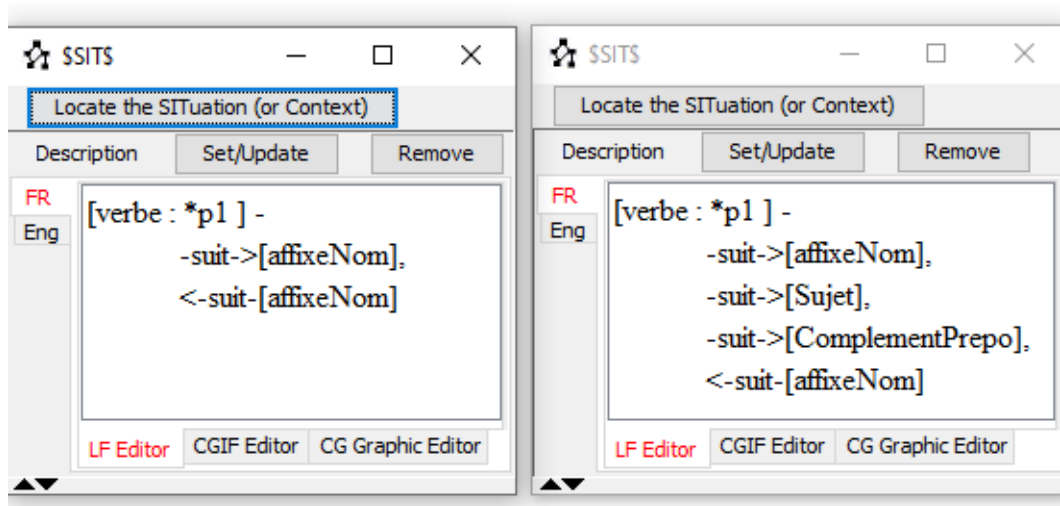 $SIT$
Locate the SITuation (or Context)
Description Set/Update Remove
FR
Eng
[verbe : *p1 ] -
-suit->[affixeNom],
<-suit-[affixeNom]
LF Editor CGIF Editor CG Graphic Editor
$SIT$
Locate the SITuation (or Context)
Description Set/Update Remove
FR
Eng
[verbe : *p1 ] -
-suit->[affixeNom],
-suit->[Sujet],
-suit->[ComplementPrepo],
<-suit-[affixeNom]
LF Editor CGIF Editor CG Graphic Editor